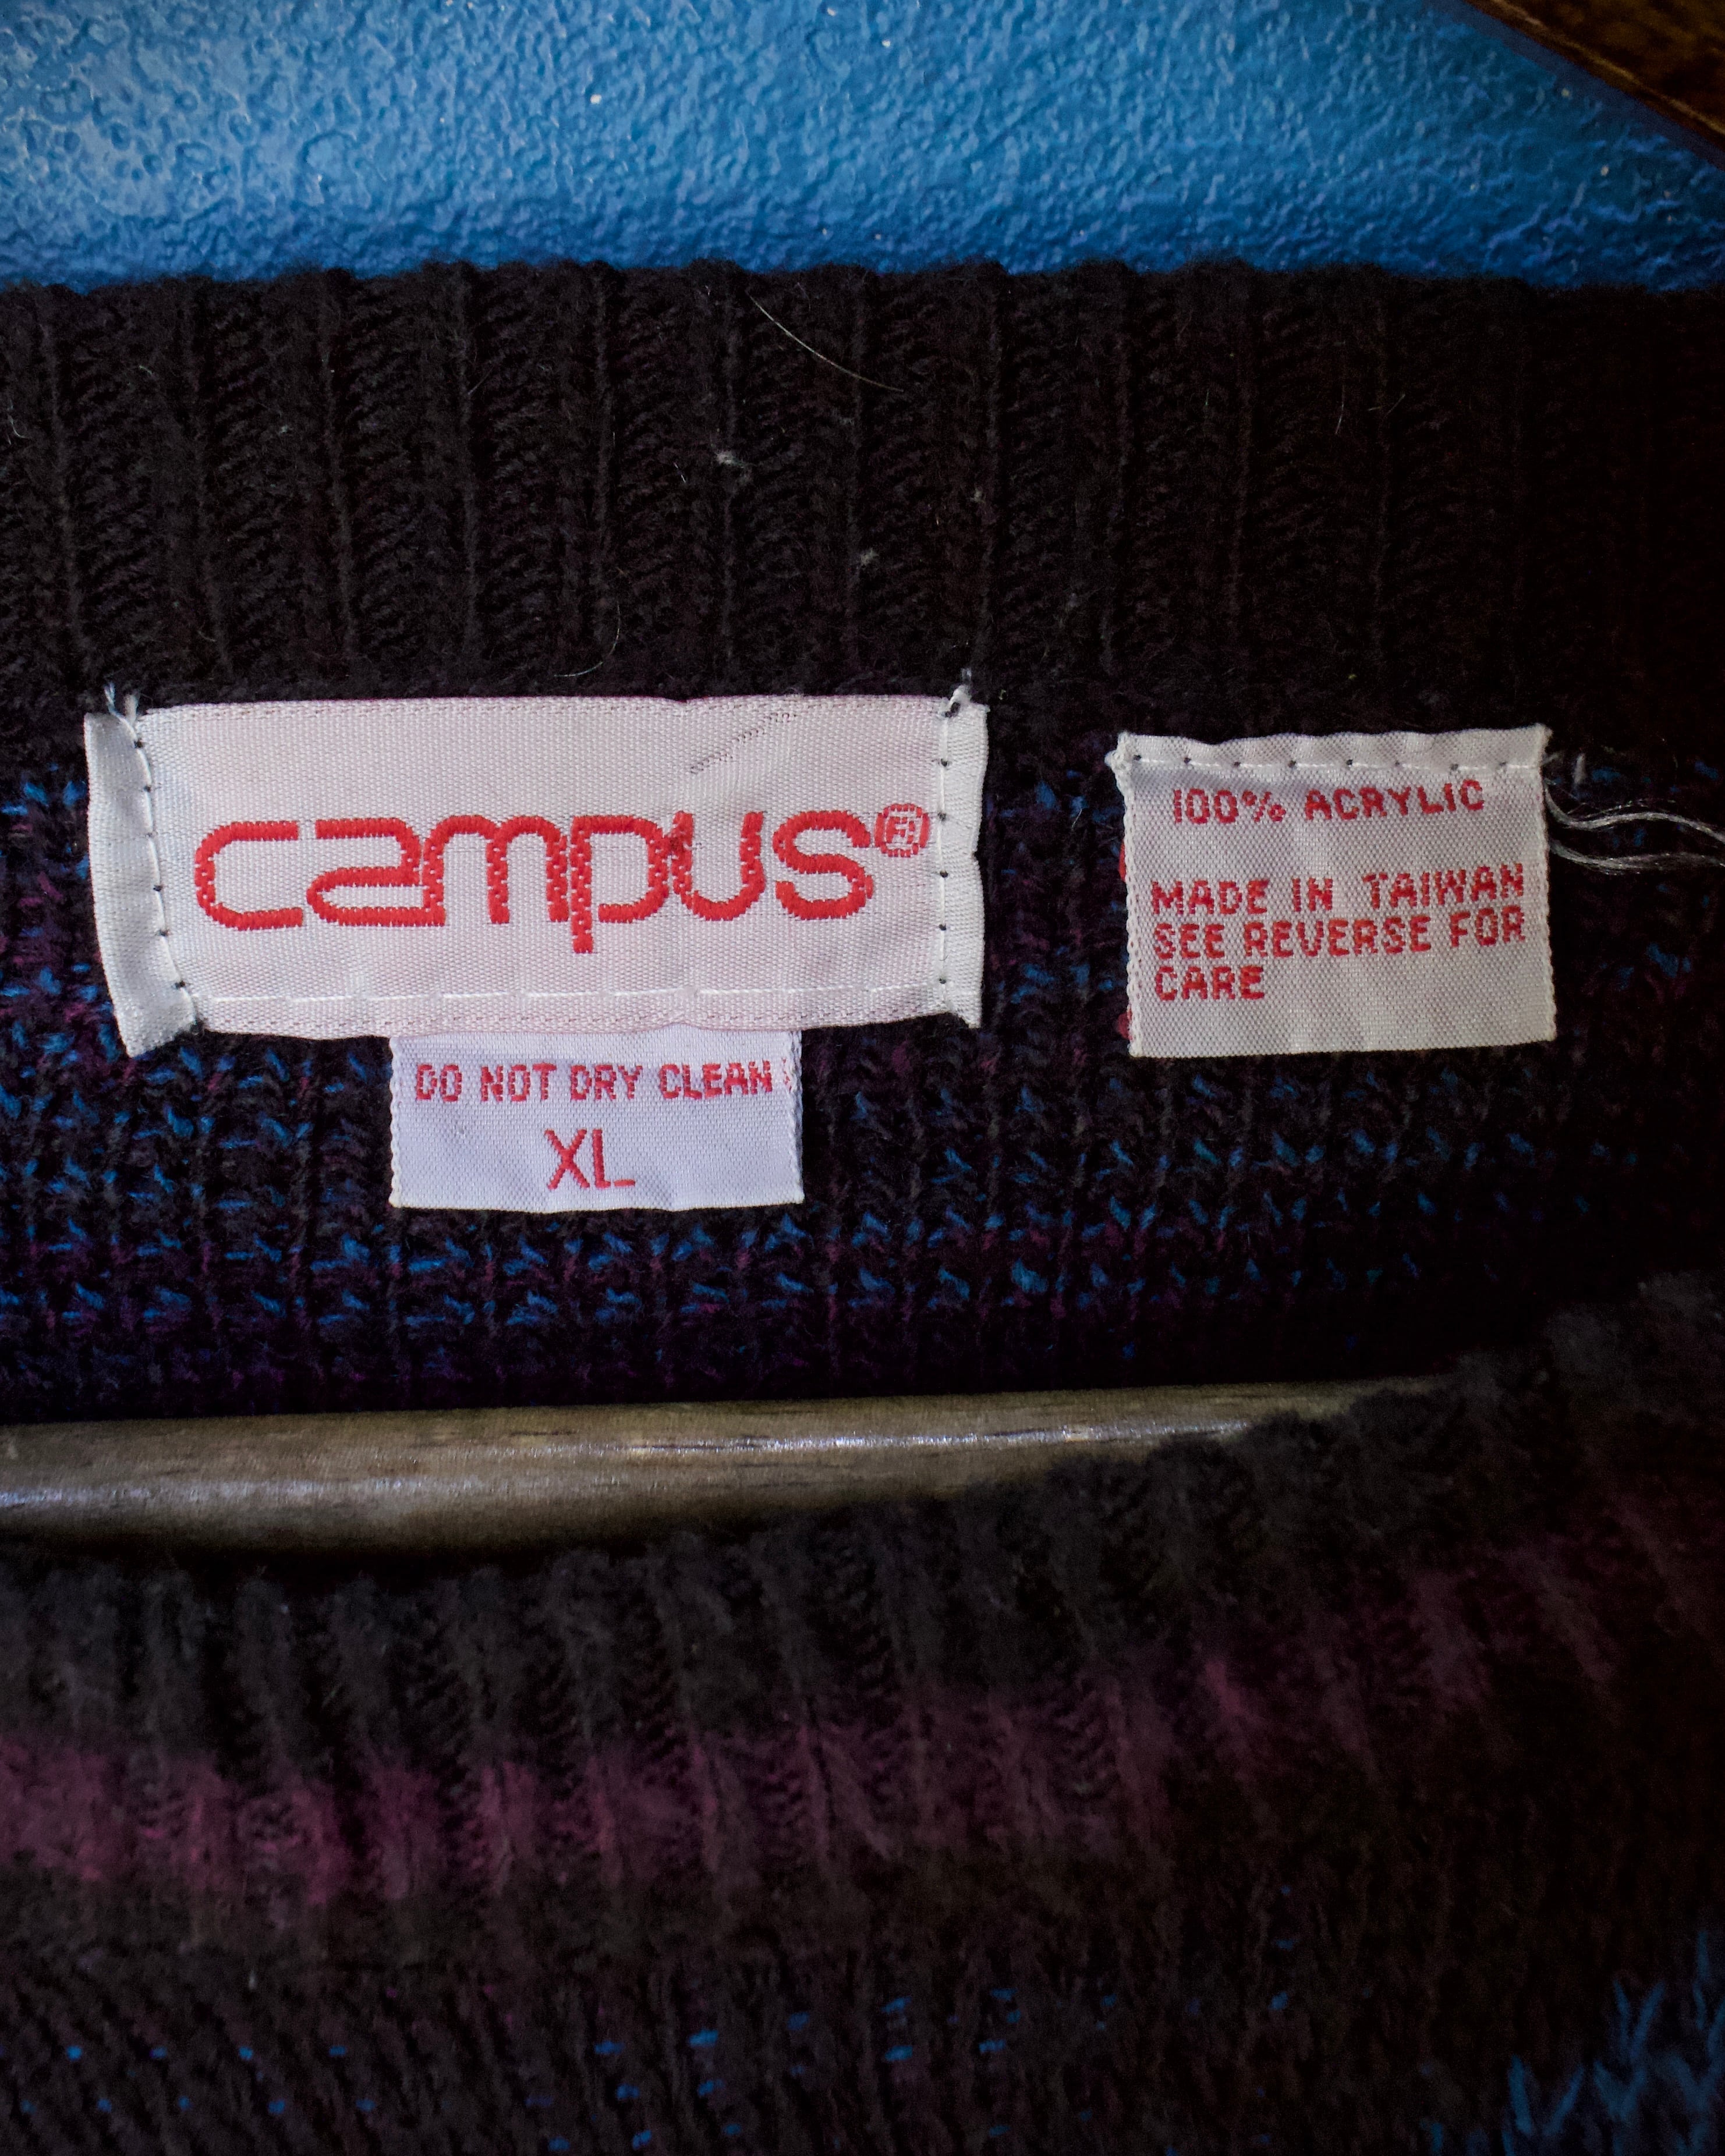 campus®
DO NOT DRY CLEAN
XL
100% ACRYLIC
MADE IN TAIWAN
SEE REVERSE FOR
CARE